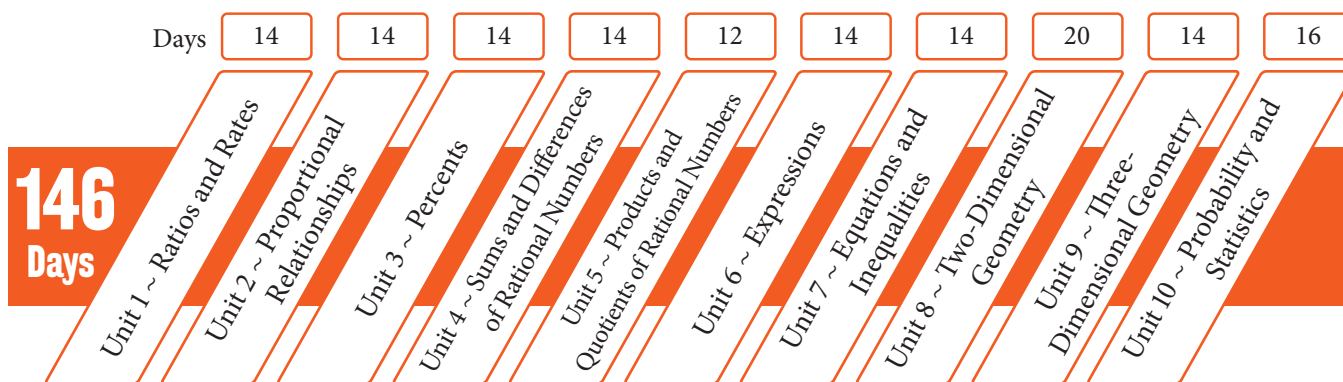 Days 14 14 14 14 12 14 14 20 14 16
146
Days
Unit 1 ~ Ratios and Rates
Unit 2 ~ Proportional
Relationships
Unit 3 ~ Percents
Unit 4 ~ Sums and Differences
of Rational Numbers
Unit 5 ~ Products and
Quotients of Rational Numbers
Unit 6 ~ Expressions
Unit 7 ~ Equations and
Inequalities
Unit 8 ~ Two-Dimensional
Geometry
Unit 9 ~ Three-
Dimensional Geometry
Unit 10 ~ Probability and
Statistics